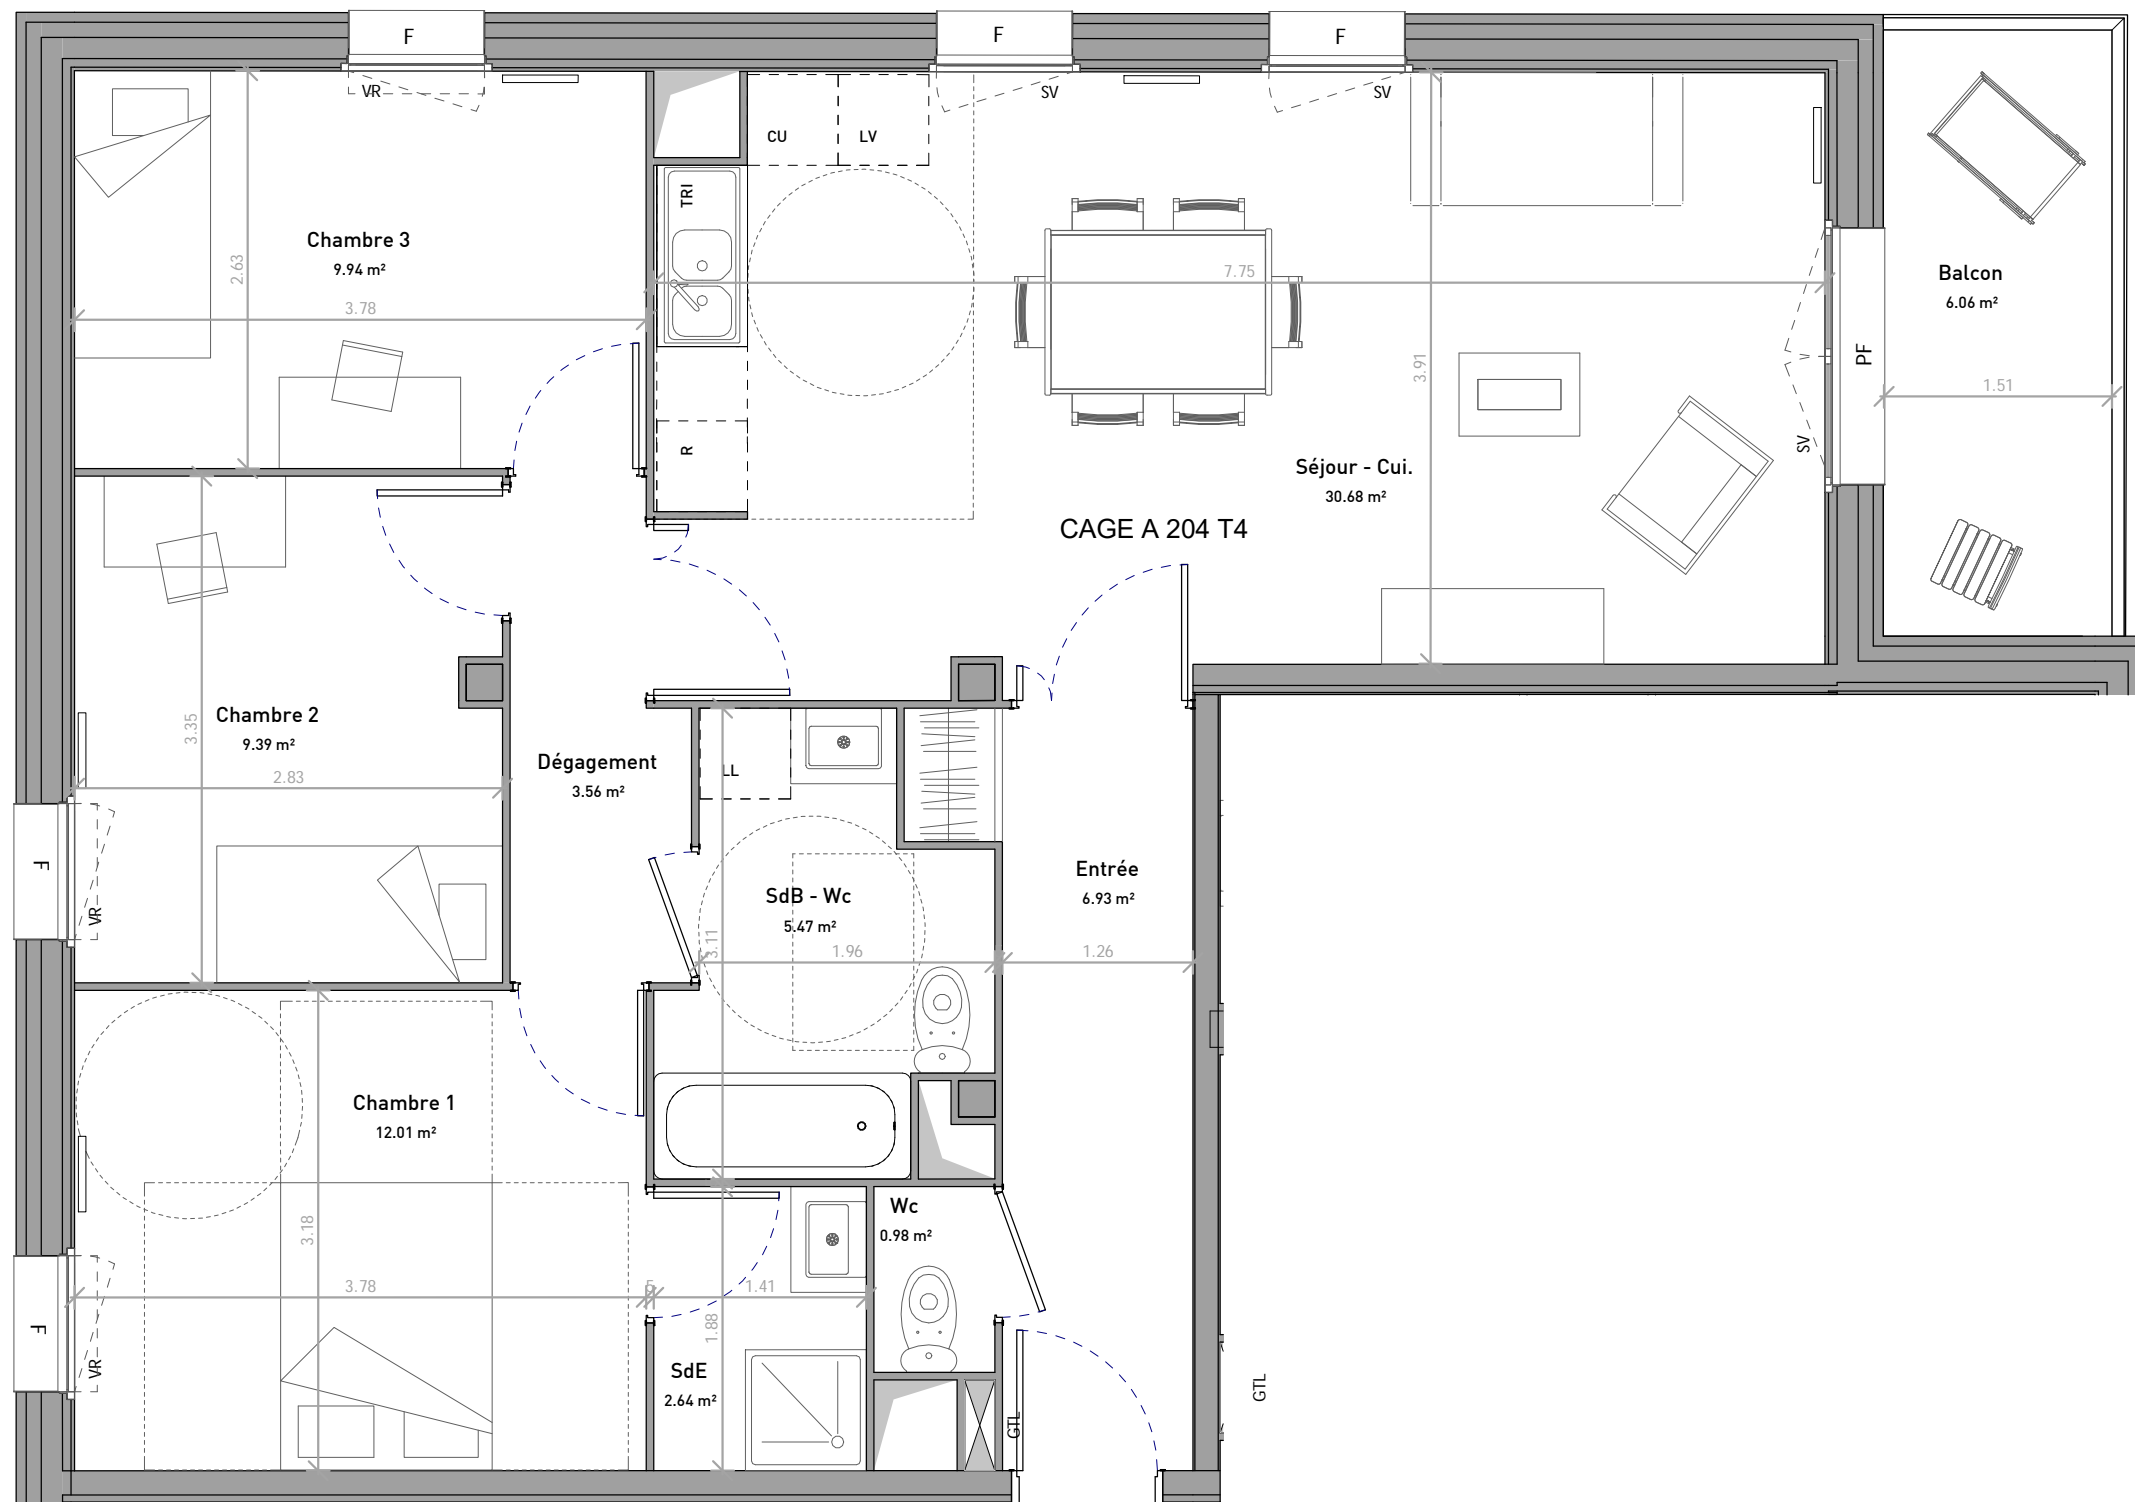 F
F
F
VR
SV
SV
CU
LV
TRI
Chambre 3
9.94 m²
2.63
3.78
7.75
Balcon
6.06 m²
PF
1.51
3.91
R
SV
Séjour - Cui.
30.68 m²
CAGE A 204 T4
Chambre 2
9.39 m²
3.35
2.83
Dégagement
3.56 m²
LL
F
VR
SdB - Wc
5.47 m²
3.11
1.96
Entrée
6.93 m²
1.26
Chambre 1
12.01 m²
3.18
3.78
5
1.41
1.88
Wc
0.98 m²
F
VR
SdE
2.64 m²
GTL
GTL